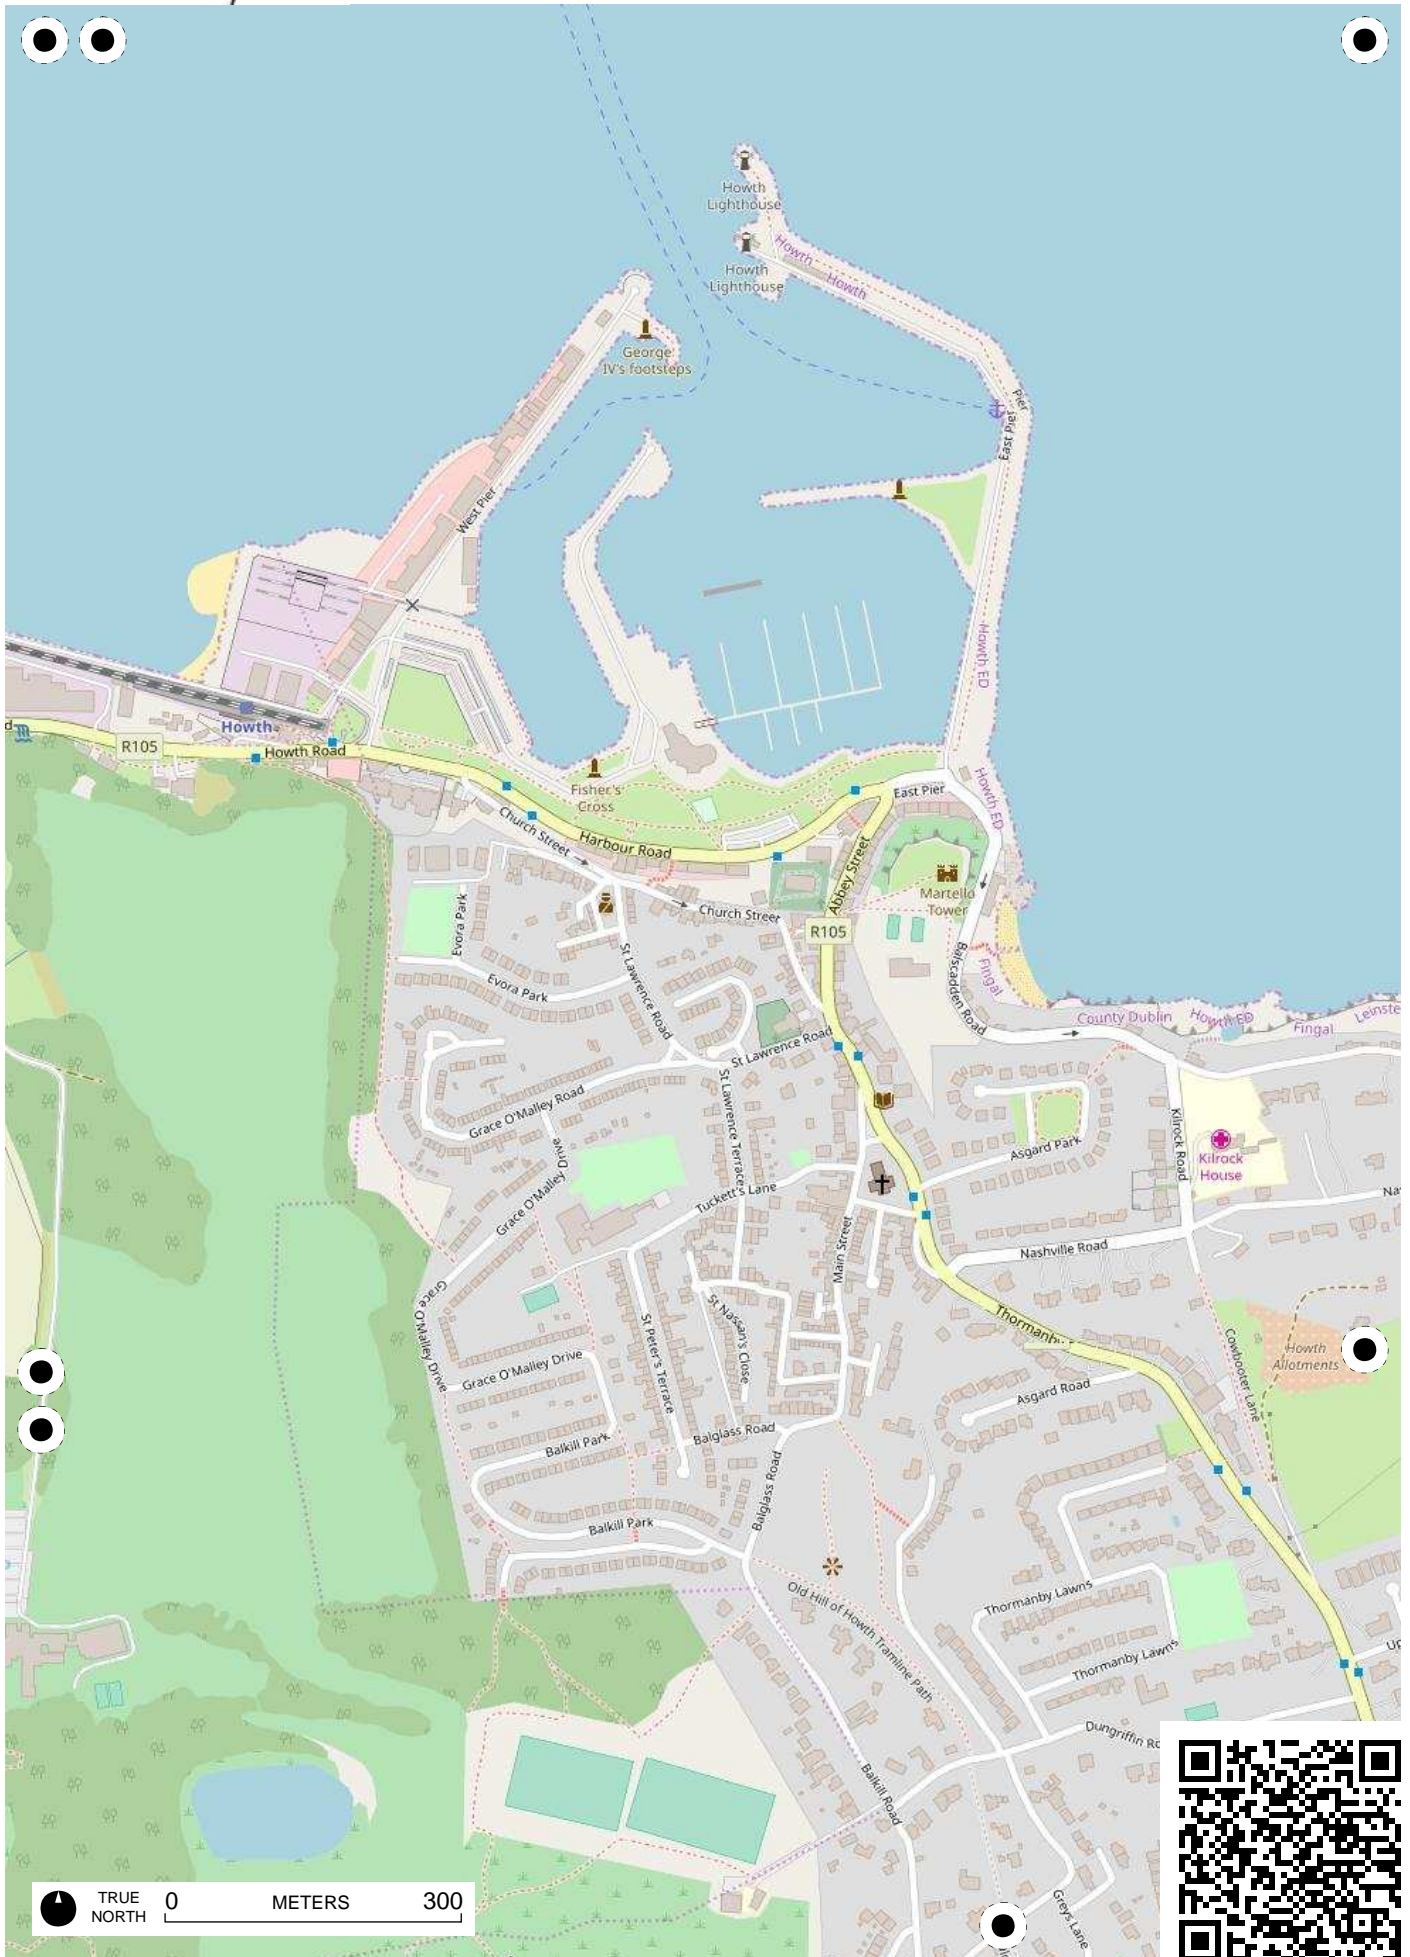 Howth
Lighthouse
Howth
Howth
Howth
Lighthouse
George
IV's footsteps
Pier
East Pier
West Pier
Howth ED
Howth
R105
Howth Road
Fisher's
Cross
East Pier
Howth ED
Church Street
Harbour Road
Abbey Street
Martello
Tower
Evora Park
Church Street
R105
St Lawrence Road
Balscadden Road
Fingal
Evora Park
County Dublin
Howth ED
Fingal
St Lawrence Road
Grace O'Malley Road
St Lawrence Terrace
Drive
Asgard Park
Kilrock Road
Kilrock
House
Grace O'Malley
Tuckett's Lane
Main Street
Nashville Road
Grace O'Malley Drive
St Nassan's Close
St Peter's Terrace
Thormanby
Cowbooter Lane
Howth
Allotments
Grace O'Malley Drive
Asgard Road
Balkill Park
Balglass Road
Balglass Road
Balkill Park
Old Hill of Howth Tramline Path
Thormanby Lawns
Thormanby Lawns
Dungriffin
Balkill Road
Greys Lane
TRUE
NORTH
0 METERS 300